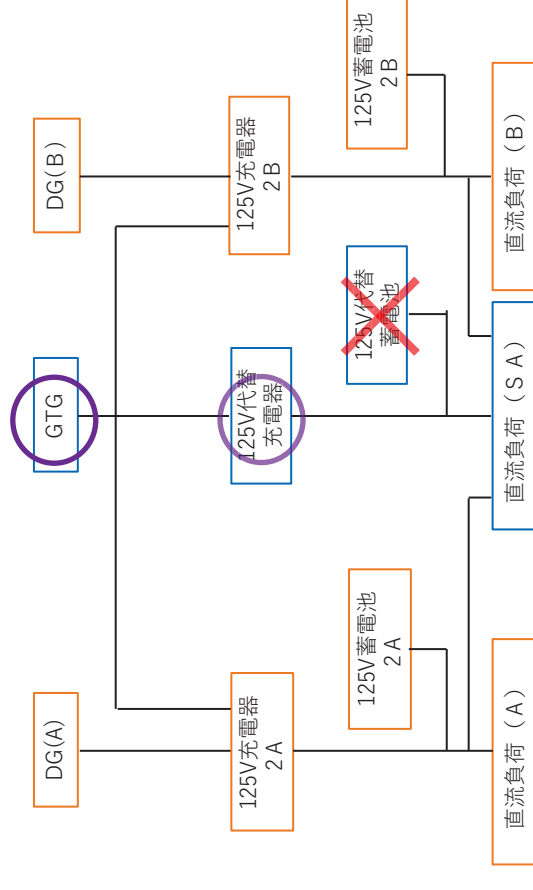 DG(A)
GTG
DG(B)
125V充電器
2A
125V代替
充電器
125V充電器
2B
125V蓄電池
2A
125V代替
蓄電池
125V蓄電池
2B
直流負荷（A）
直流負荷（SA）
直流負荷（B）